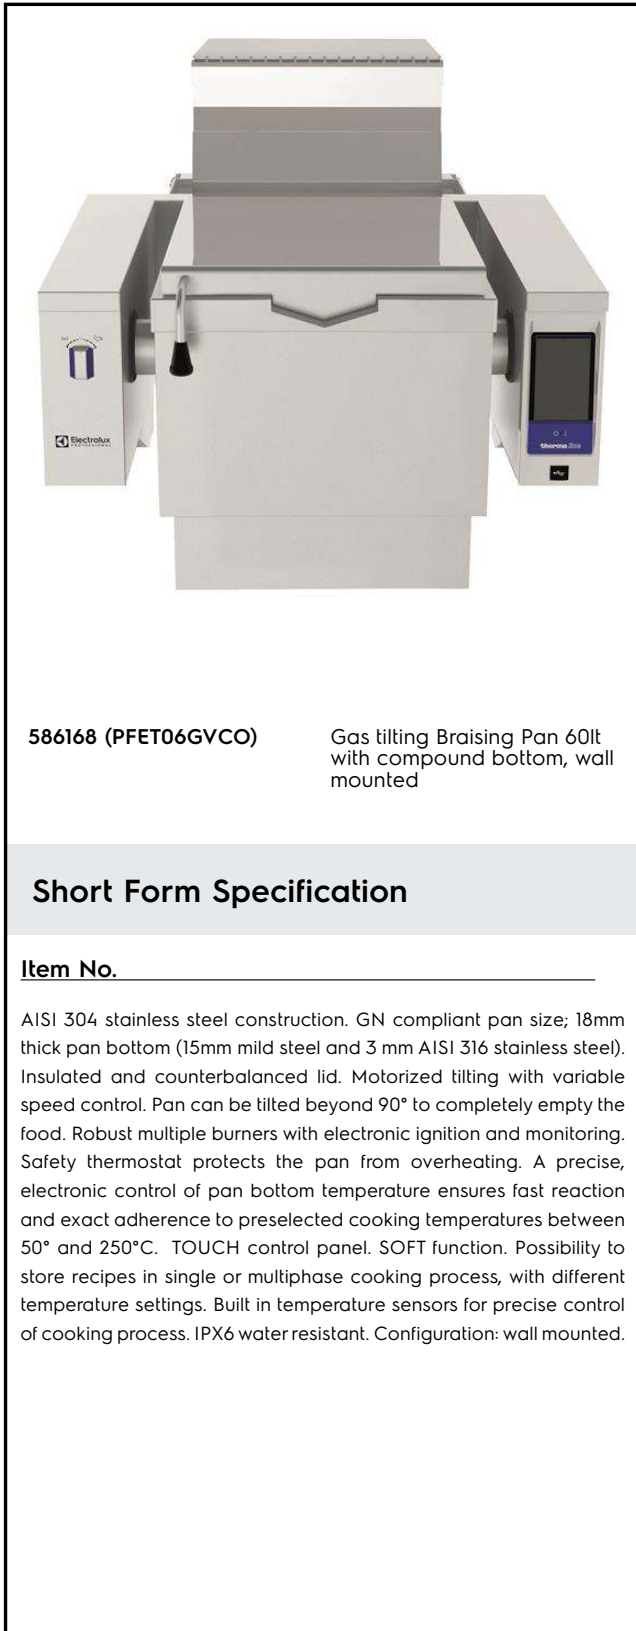 Electrolux
PROFESSIONAL
thermaline
586168 (PFET06GVCO)
Gas tilting Braising Pan 60lt
with compound bottom, wall
mounted
Short Form Specification
Item No.
AISI 304 stainless steel construction. GN compliant pan size; 18mm
thick pan bottom (15mm mild steel and 3 mm AISI 316 stainless steel).
Insulated and counterbalanced lid. Motorized tilting with variable
speed control. Pan can be tilted beyond 90° to completely empty the
food. Robust multiple burners with electronic ignition and monitoring.
Safety thermostat protects the pan from overheating. A precise,
electronic control of pan bottom temperature ensures fast reaction
and exact adherence to preselected cooking temperatures between
50° and 250°C. TOUCH control panel. SOFT function. Possibility to
store recipes in single or multiphase cooking process, with different
temperature settings. Built in temperature sensors for precise control
of cooking process. IPX6 water resistant. Configuration: wall mounted.